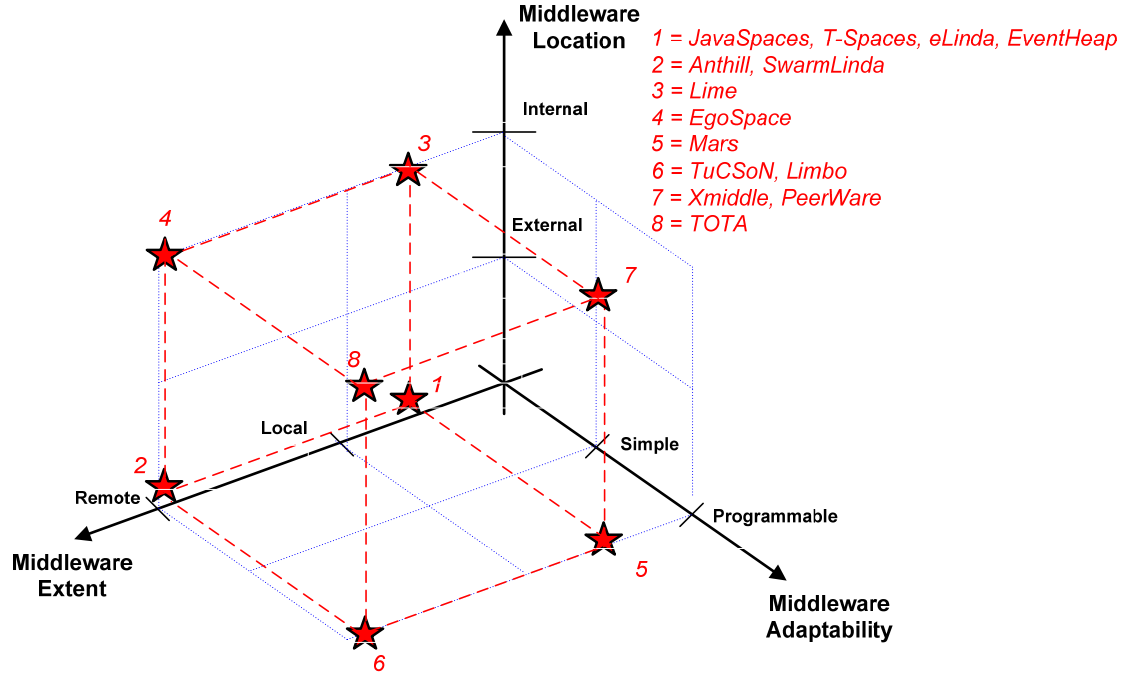 Middleware
Location
1 = JavaSpaces, T-Spaces, eLinda, EventHeap
2 = Anthill, SwarmLinda
3 = Lime
4 = EgoSpace
5 = Mars
6 = TuCSoN, Limbo
7 = Xmiddle, PeerWare
8 = TOTA
Internal
3
4
External
7
8
1
Local
Simple
2
Remote
Programmable
Middleware
Extent
5
Middleware
Adaptability
6